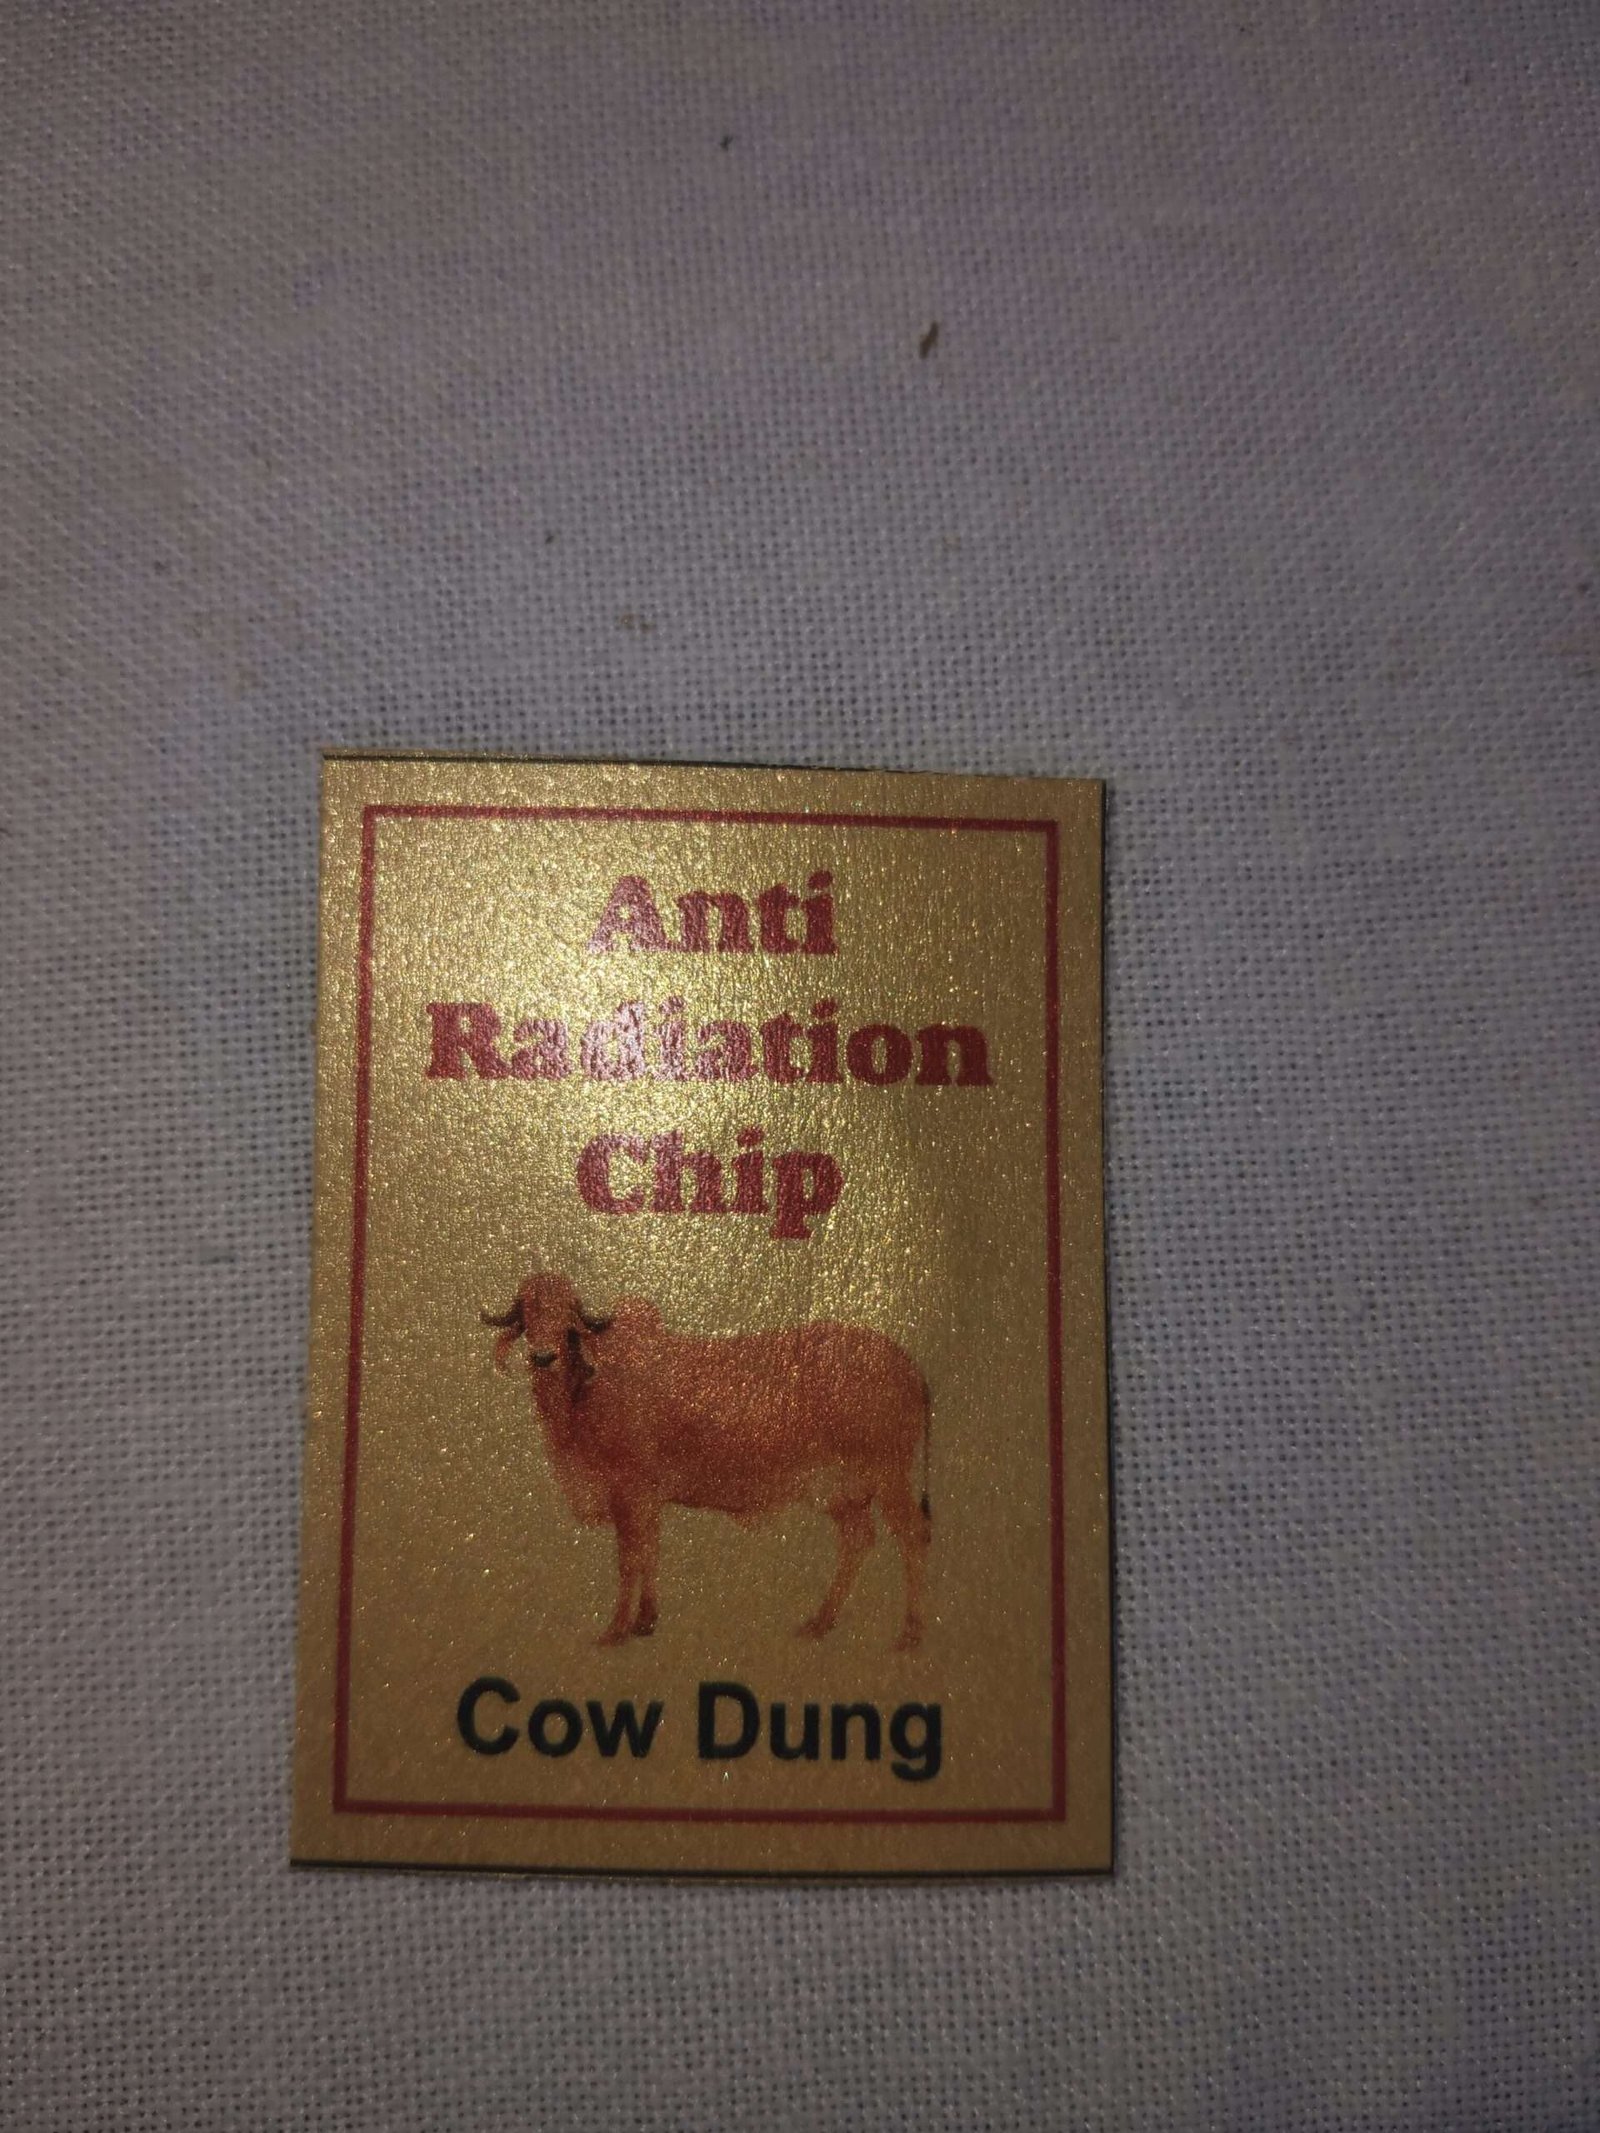 Anti
Radiation
Chip
Cow Dung